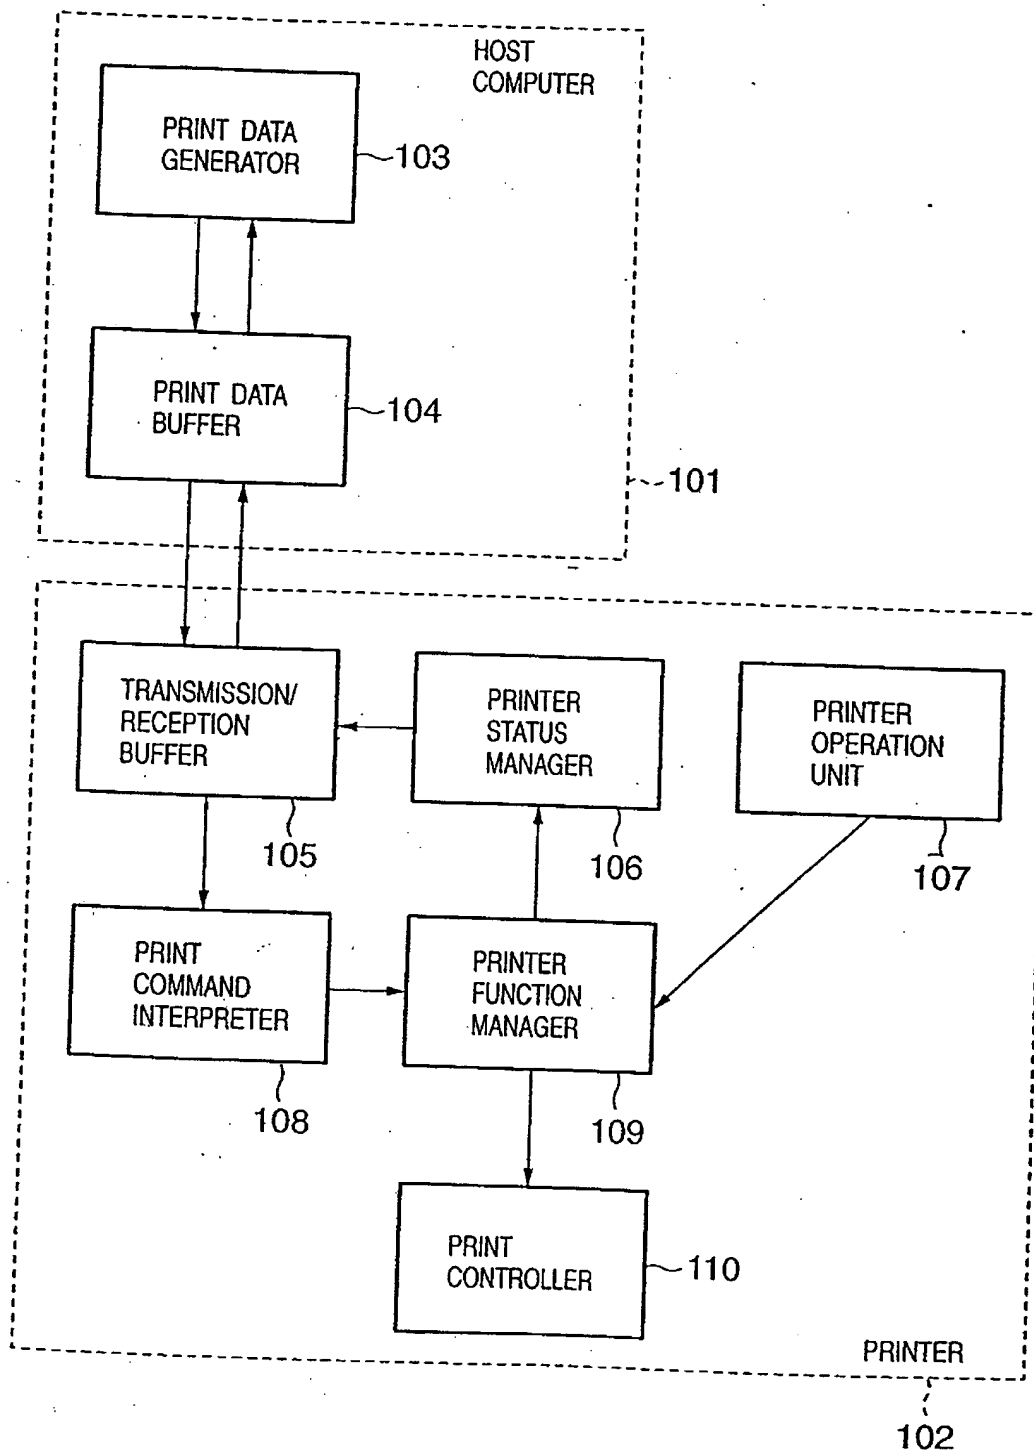 HOST
COMPUTER
PRINT DATA
GENERATOR
103
PRINT DATA
BUFFER
104
101
TRANSMISSION/
RECEPTION
BUFFER
105
PRINTER
STATUS
MANAGER
106
PRINTER
OPERATION
UNIT
107
PRINT
COMMAND
INTERPRETER
108
PRINTER
FUNCTION
MANAGER
109
PRINT
CONTROLLER
110
PRINTER
102